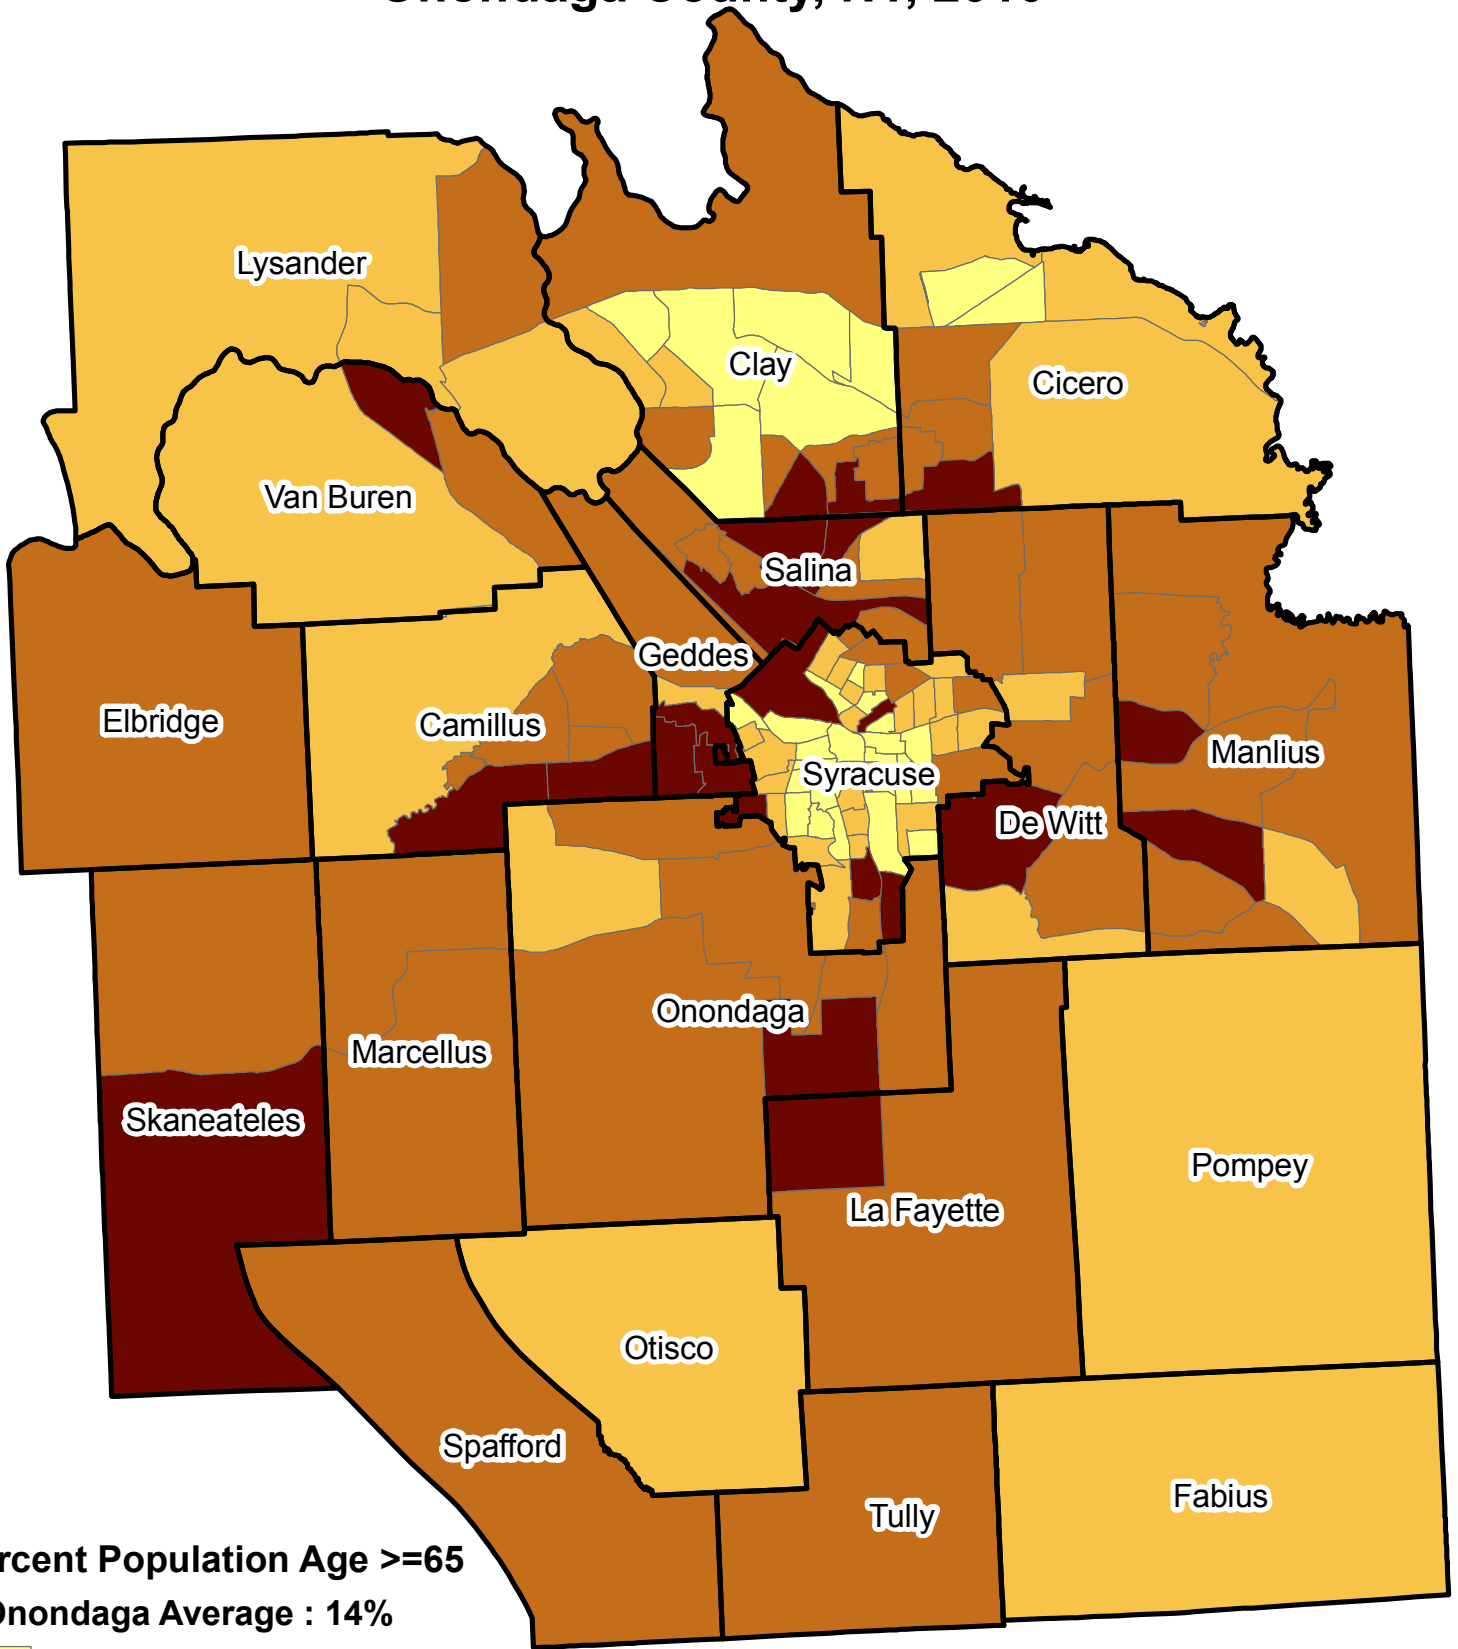 Lysander
Clay
Cicero
Van Buren
Salina
Geddes
Elbridge
Camillus
Manlius
Syracuse
De Witt
Onondaga
Marcellus
Skaneateles
Pompey
La Fayette
Otisco
Spafford
Fabius
Tully
Population Age >=65
Onondaga Average : 14%